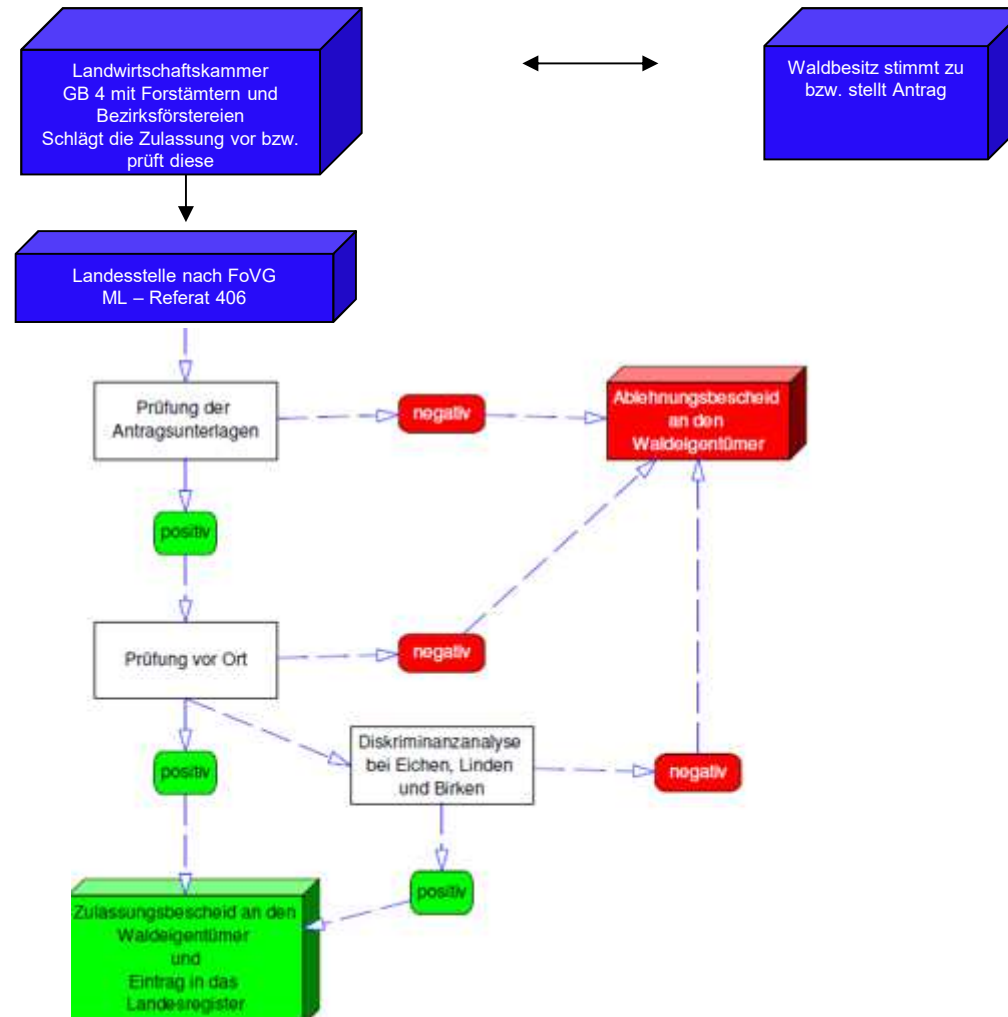 Landwirtschaftskammer
GB 4 mit Forstämtern und
Bezirksförstereien
Schlägt die Zulassung vor bzw.
prüft diese
Waldbesitz stimmt zu
bzw. stellt Antrag
Landesstelle nach FoVG
ML – Referat 406
Prüfung der
Antragsunterlagen
negativ
Ablehnungsbescheid
an den
Waldeigentümer
positiv
Prüfung vor Ort
negativ
Diskriminanzanalyse
bei Eichen, Linden
und Birken
positiv
negativ
positiv
Zulassungsbescheid an den
Waldeigentümer
und
Eintrag in das
Landesregister